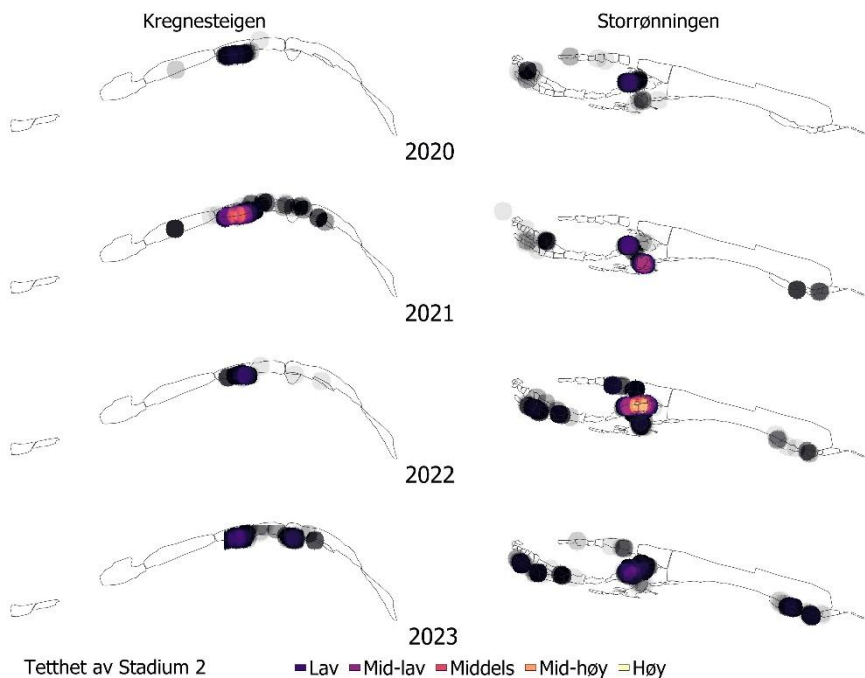 Kregnesteigen Storrønningen
2020
2021
2022
2023
Tetthet av Stadium 2 Lav Mid-lav Middels Mid-høy Høy